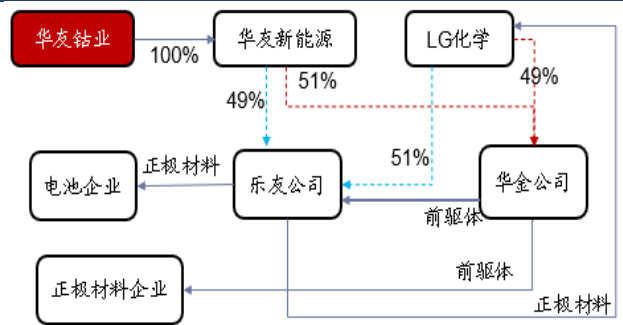 华友钴业
100%
华友新能源
LG化学
51%
49%
49%
51%
电池企业
正极材料
乐友公司
华金公司
前驱体
正极材料企业
前驱体
正极材料